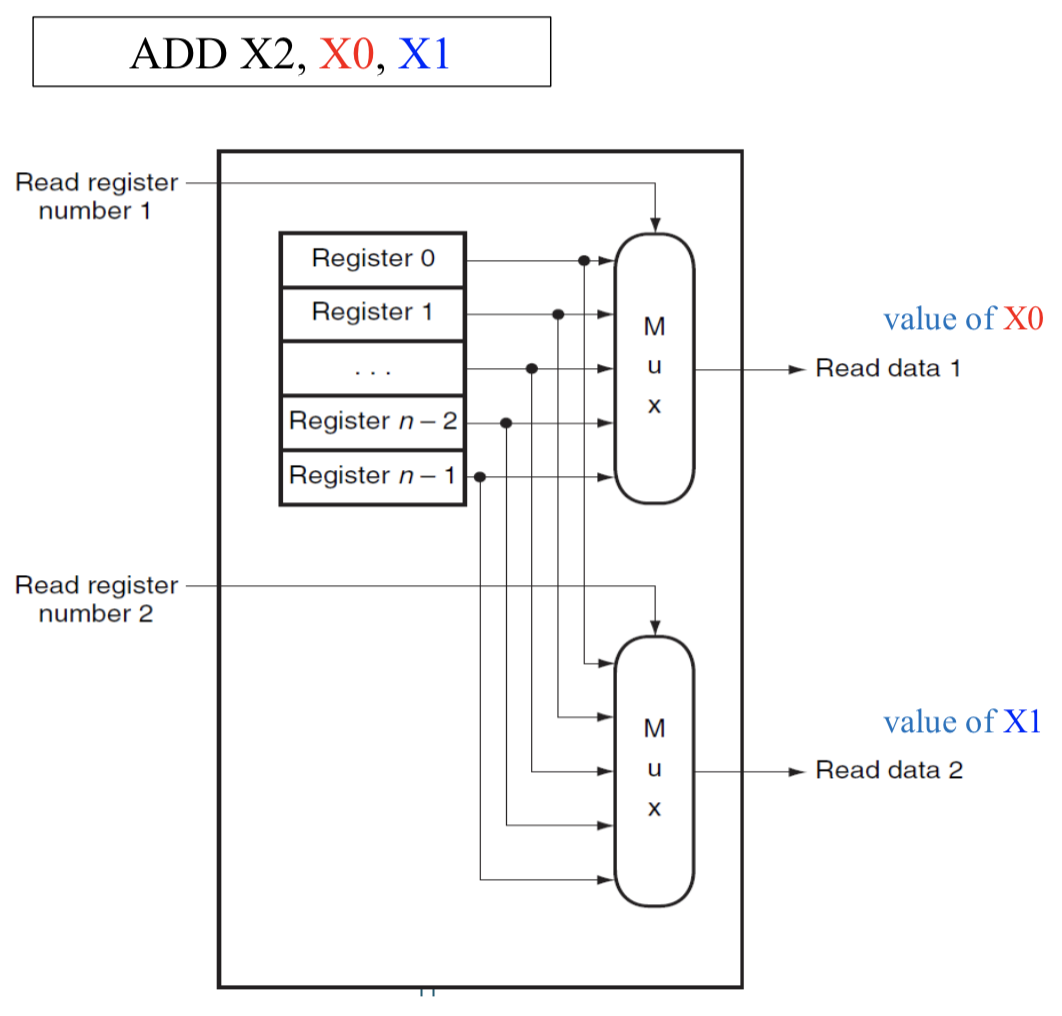 ADD X2, X0, X1
Read register
number 1
Register 0
Register 1
. . .
Register n – 2
Register n – 1
M
u
x
value of X0
Read data 1
Read register
number 2
M
u
x
value of X1
Read data 2